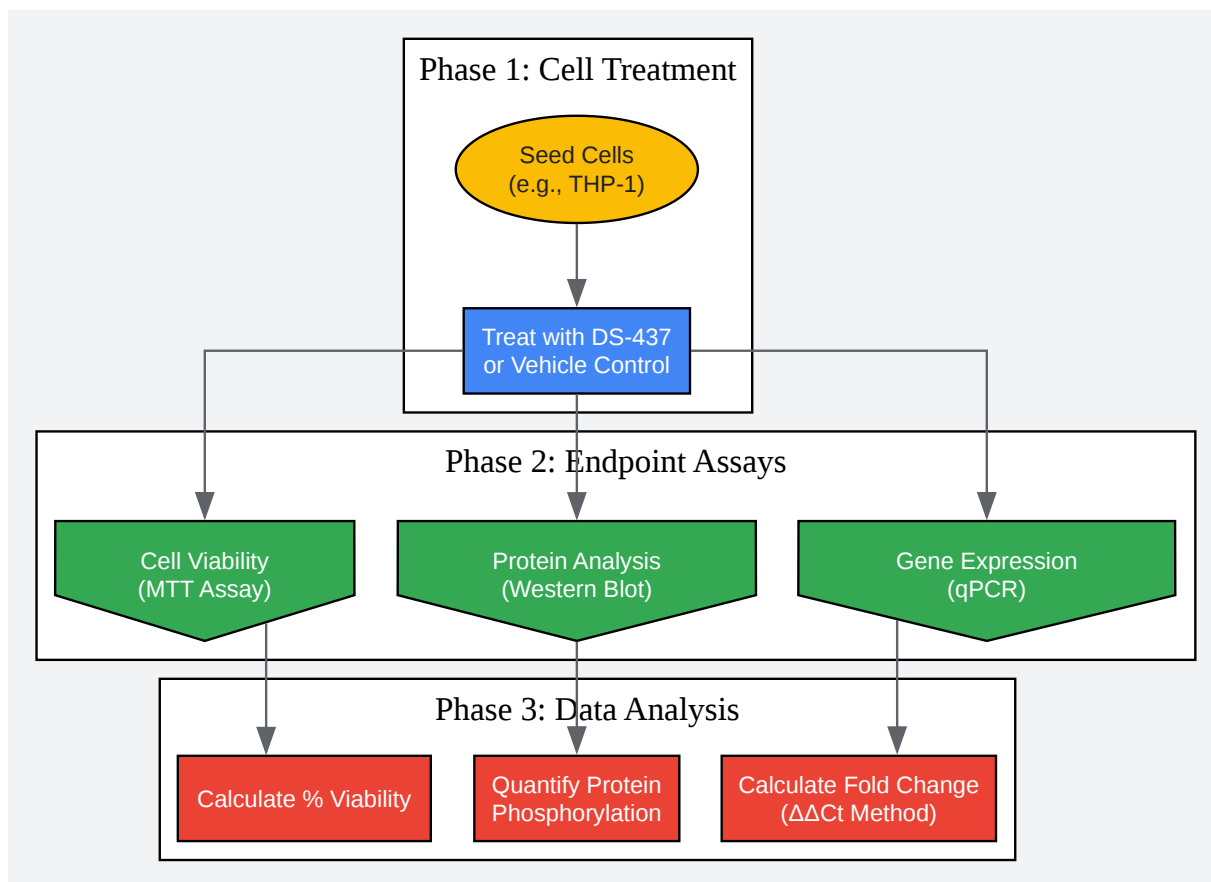 Phase 1: Cell Treatment
Seed Cells
(e.g., THP-1)
Treat with DS-437
or Vehicle Control
Phase 2: Endpoint Assays
Cell Viability
(MTT Assay)
Protein Analysis
(Western Blot)
Gene Expression
(qPCR)
Phase 3: Data Analysis
Calculate % Viability
Quantify Protein
Phosphorylation
Calculate Fold Change
(ΔΔCt Method)